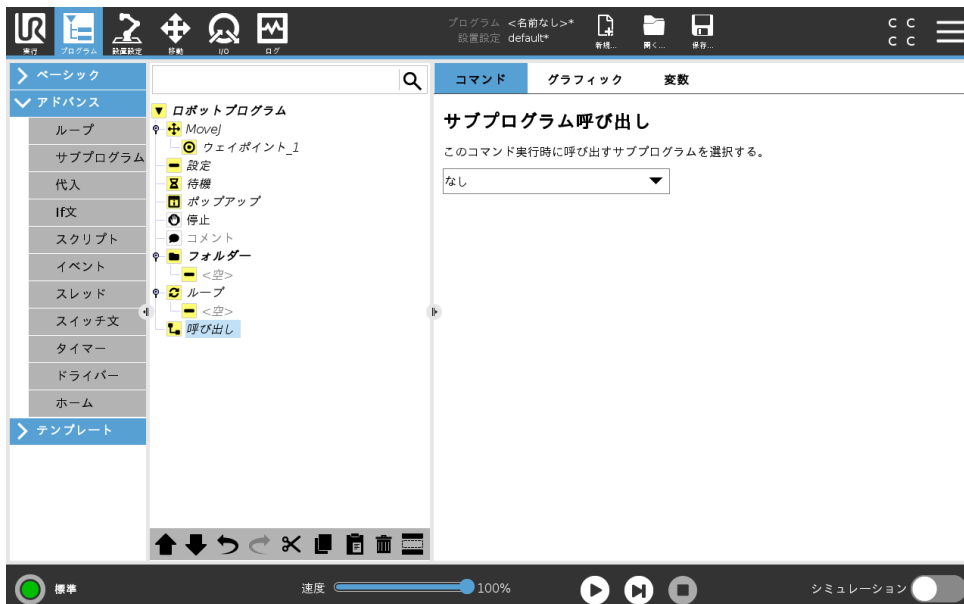 UR
実行
プログラム
設置設定
移動
I/O
ログ
プログラム <名前なし>*
設置設定 default*
新規...
開く...
保存...
C C
C C
ベーシック
アドバンス
ループ
サブプログラム
代入
If文
スクリプト
イベント
スレッド
スイッチ文
タイマー
ドライバー
ホーム
テンプレート
ロボットプログラム
MoveJ
ウェイポイント_1
設定
待機
ポップアップ
停止
コメント
フォルダー
<空>
ループ
<空>
呼び出し
コマンド グラフィック 変数
サブプログラム呼び出し
このコマンド実行時に呼び出すサブプログラムを選択する。
なし
標準
速度 100%
シミュレーション